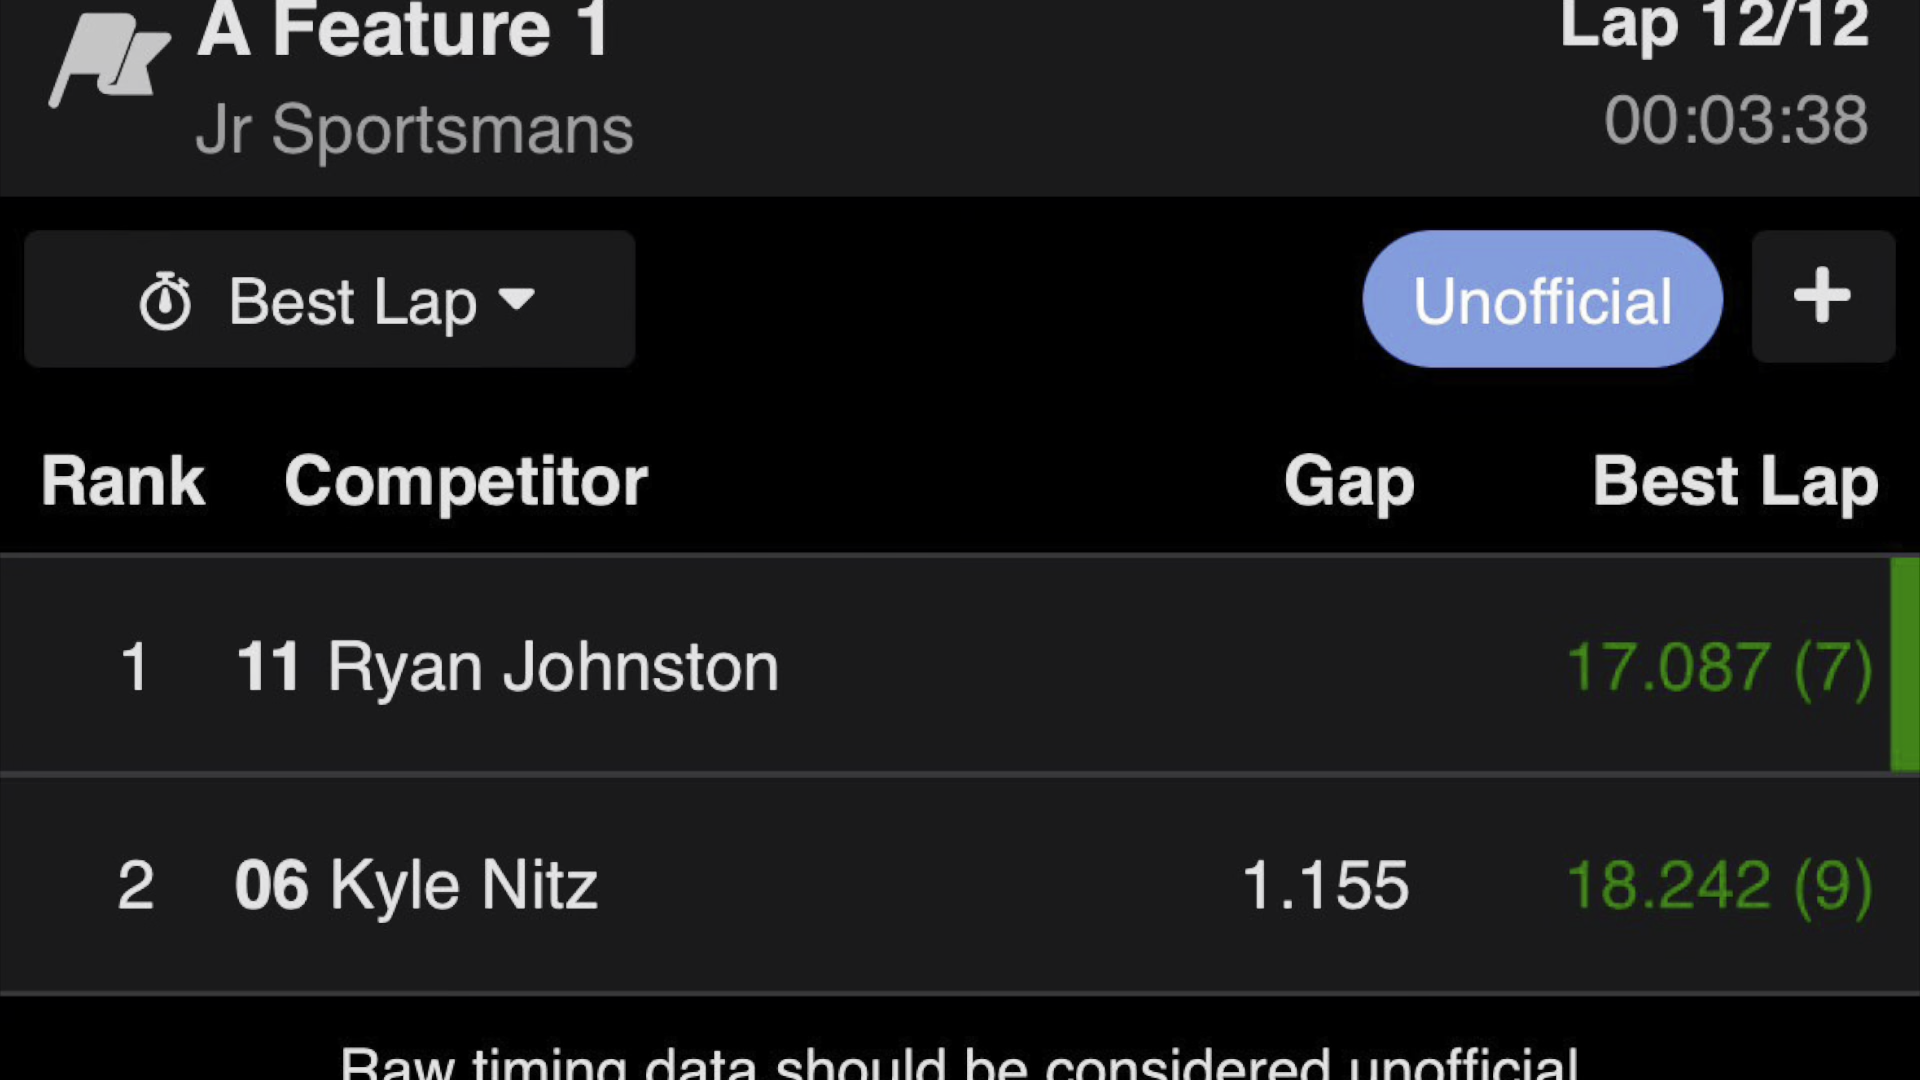 A Feature 1
Lap 12/12
Jr Sportsmans
00:03:38
Best Lap
Unofficial
+
Rank Competitor Gap Best Lap
1 11 Ryan Johnston 17.087 (7)
2 06 Kyle Nitz 1.155 18.242 (9)
Raw timing data should be considered unofficial